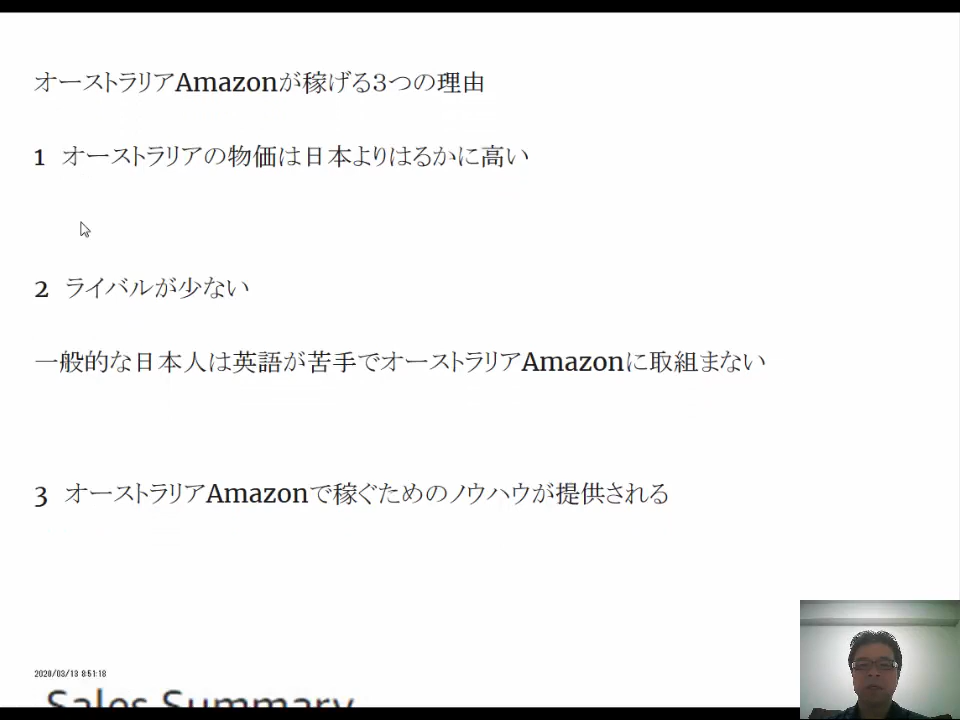 オーストラリアAmazonが稼げる３つの理由
1 オーストラリアの物価は日本よりはるかに高い
2 ライバルが少ない
一般的な日本人は英語が苦手でオーストラリアAmazonに取組まない
3 オーストラリアAmazonで稼ぐためのノウハウが提供される
2020/03/13 8:51:18
Sales Summary